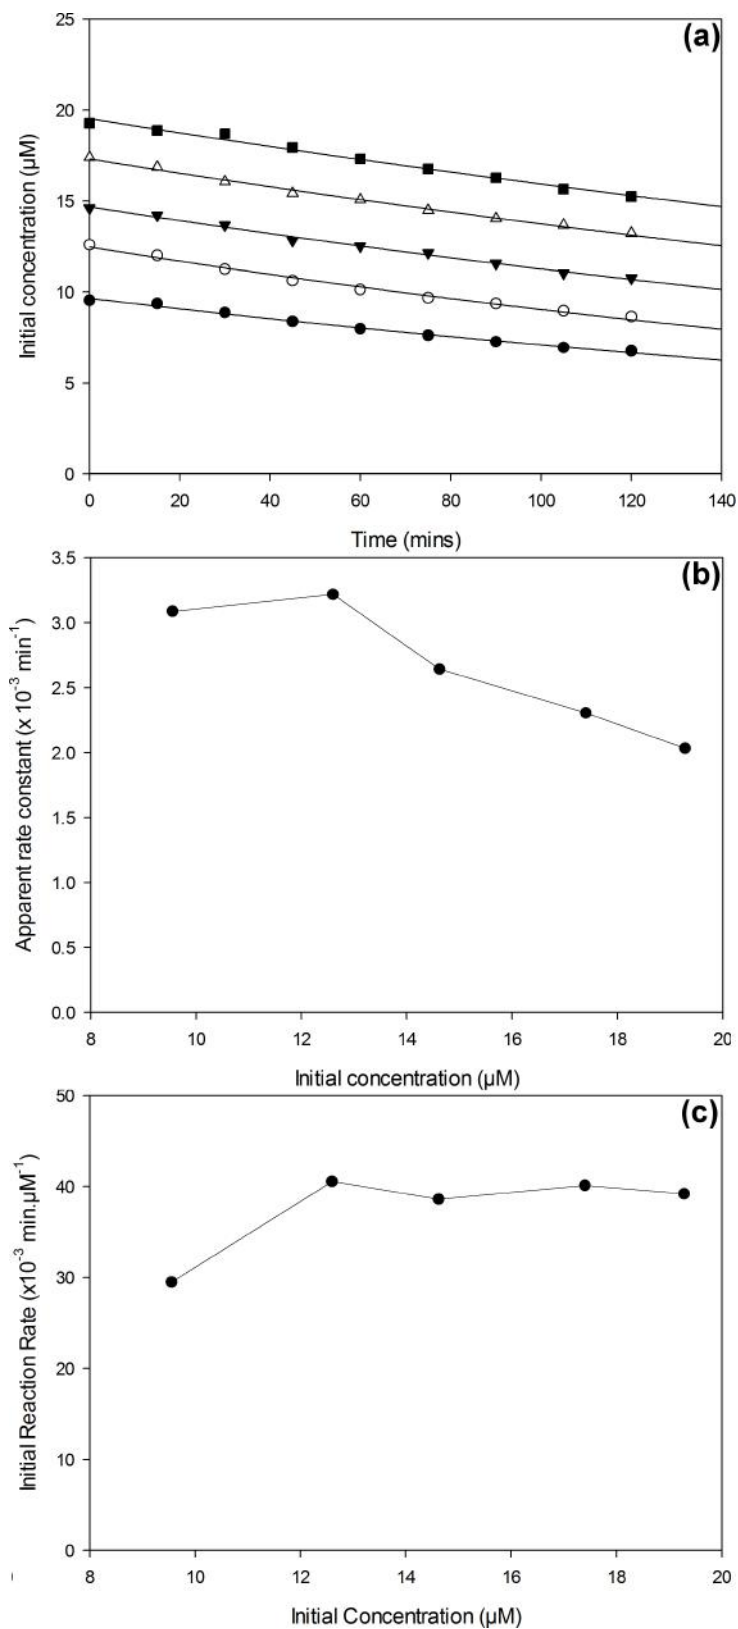 (a)
25
20
15
10
5
0
Initial concentration (µM)
0 20 40 60 80 100 120 140
Time (mins)
(b)
3.5
3.0
2.5
2.0
1.5
1.0
0.5
0.0
Apparent rate constant (x 10⁻³ min⁻¹)
8 10 12 14 16 18 20
Initial concentration (µM)
(c)
50
40
30
20
10
0
Initial Reaction Rate (x10⁻³ min.µM⁻¹)
8 10 12 14 16 18 20
Initial Concentration (µM)